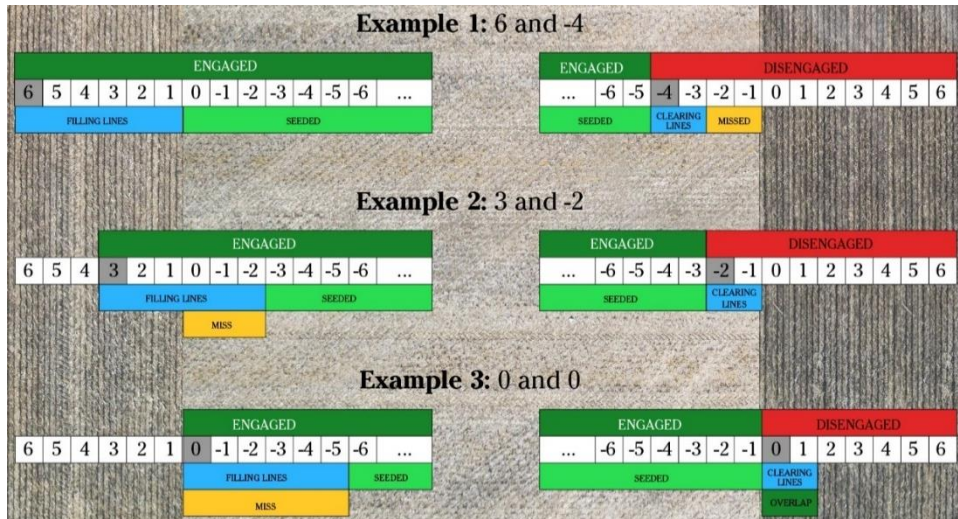 Example 1: 6 and -4
ENGAGED
6 5 4 3 2 1 0 -1 -2 -3 -4 -5 -6 ...
FILLING LINES SEEDED
ENGAGED DISENGAGED
... -6 -5 -4 -3 -2 -1 0 1 2 3 4 5 6
SEEDED CLEARING LINES MISSED
Example 2: 3 and -2
ENGAGED
6 5 4 3 2 1 0 -1 -2 -3 -4 -5 -6 ...
FILLING LINES SEEDED
MISS
ENGAGED DISENGAGED
... -6 -5 -4 -3 -2 -1 0 1 2 3 4 5 6
SEEDED CLEARING LINES
Example 3: 0 and 0
ENGAGED
6 5 4 3 2 1 0 -1 -2 -3 -4 -5 -6 ...
FILLING LINES SEEDED
MISS
ENGAGED DISENGAGED
... -6 -5 -4 -3 -2 -1 0 1 2 3 4 5 6
SEEDED CLEARING LINES
OVERLAP